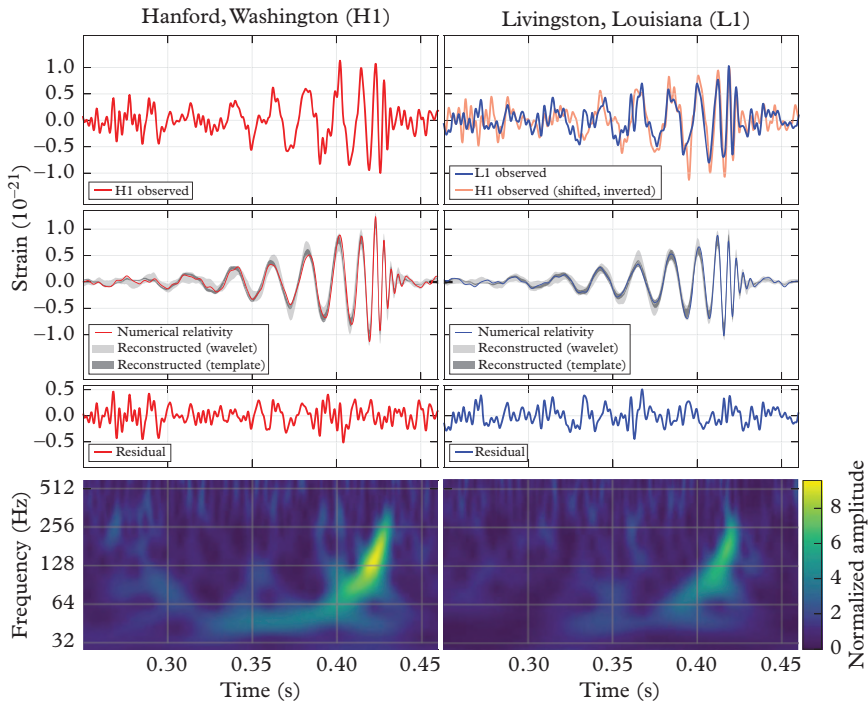 Hanford, Washington (H1)
Livingston, Louisiana (L1)
1.0
0.5
0.0
−0.5
−1.0
H1 observed
L1 observed
H1 observed (shifted, inverted)
Strain (10−21)
1.0
0.5
0.0
−0.5
−1.0
Numerical relativity
Reconstructed (wavelet)
Reconstructed (template)
Numerical relativity
Reconstructed (wavelet)
Reconstructed (template)
0.5
0.0
−0.5
Residual
Residual
Frequency (Hz)
512
256
128
64
32
8
6
4
2
0
Normalized amplitude
0.30
0.35
0.40
0.45
0.30
0.35
0.40
0.45
Time (s)
Time (s)